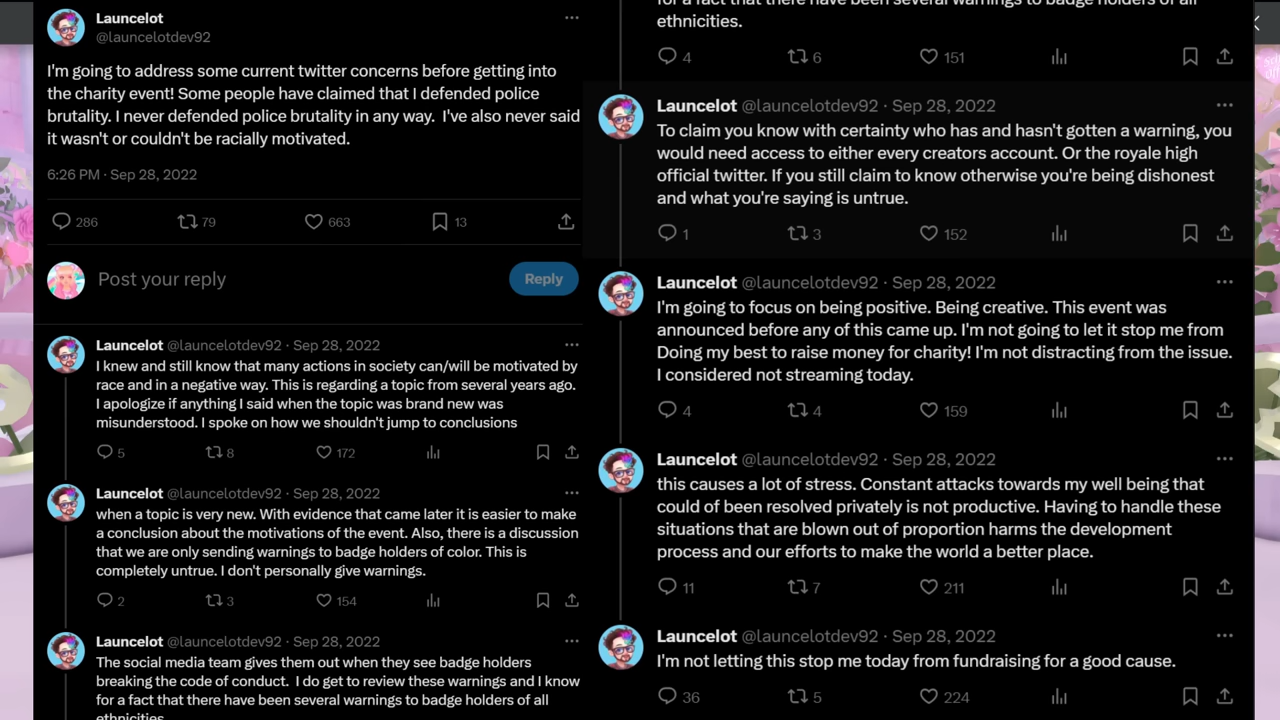 Launcelot
@launcelotdev92
I'm going to address some current twitter concerns before getting into
the charity event! Some people have claimed that I defended police
brutality. I never defended police brutality in any way.  I've also never said
it wasn't or couldn't be racially motivated.
6:26 PM · Sep 28, 2022
286 79 663 13
Post your reply
Reply
Launcelot @launcelotdev92 · Sep 28, 2022
I knew and still know that many actions in society can/will be motivated by
race and in a negative way. This is regarding a topic from several years ago.
I apologize if anything I said when the topic was brand new was
misunderstood. I spoke on how we shouldn't jump to conclusions
5 8 172
Launcelot @launcelotdev92 · Sep 28, 2022
when a topic is very new. With evidence that came later it is easier to make
a conclusion about the motivations of the event. Also, there is a discussion
that we are only sending warnings to badge holders of color. This is
completely untrue. I don't personally give warnings.
2 3 154
Launcelot @launcelotdev92 · Sep 28, 2022
The social media team gives them out when they see badge holders
breaking the code of conduct.  I do get to review these warnings and I know
for a fact that there have been several warnings to badge holders of all
ethnicities.
for a fact that there have been several warnings to badge holders of all
ethnicities.
4 6 151
Launcelot @launcelotdev92 · Sep 28, 2022
To claim you know with certainty who has and hasn't gotten a warning, you
would need access to either every creators account. Or the royale high
official twitter. If you still claim to know otherwise you're being dishonest
and what you're saying is untrue.
1 3 152
Launcelot @launcelotdev92 · Sep 28, 2022
I'm going to focus on being positive. Being creative. This event was
announced before any of this came up. I'm not going to let it stop me from
Doing my best to raise money for charity! I'm not distracting from the issue.
I considered not streaming today.
4 4 159
Launcelot @launcelotdev92 · Sep 28, 2022
this causes a lot of stress. Constant attacks towards my well being that
could of been resolved privately is not productive. Having to handle these
situations that are blown out of proportion harms the development
process and our efforts to make the world a better place.
11 7 211
Launcelot @launcelotdev92 · Sep 28, 2022
I'm not letting this stop me today from fundraising for a good cause.
36 5 224